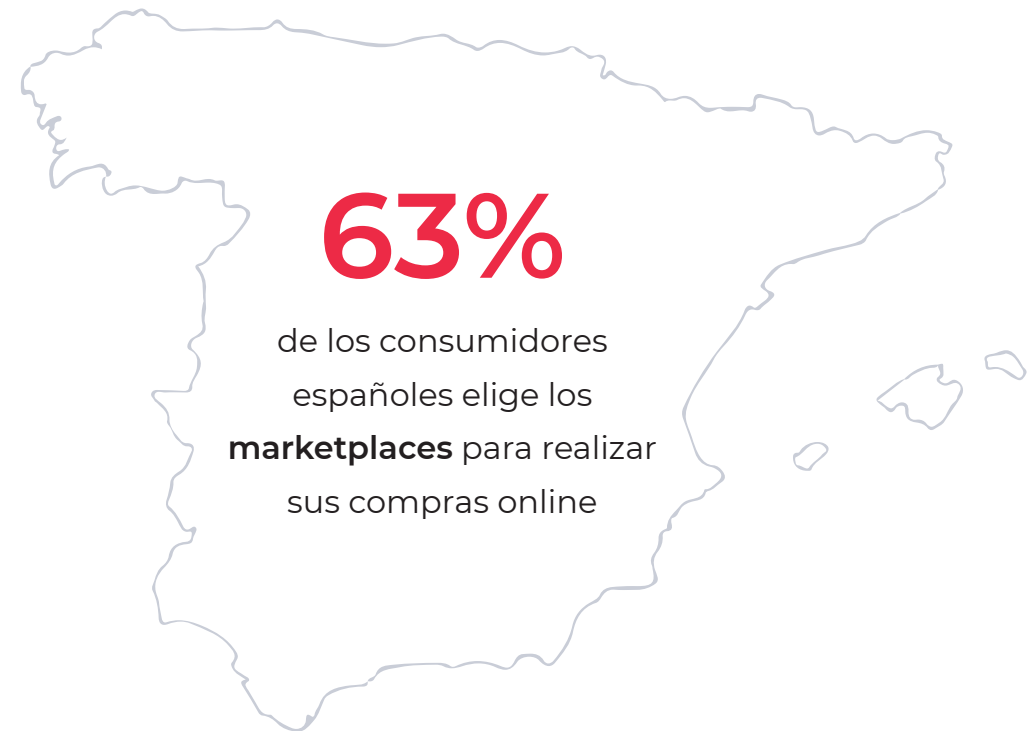 63%
de los consumidores
españoles elige los
marketplaces para realizar
sus compras online